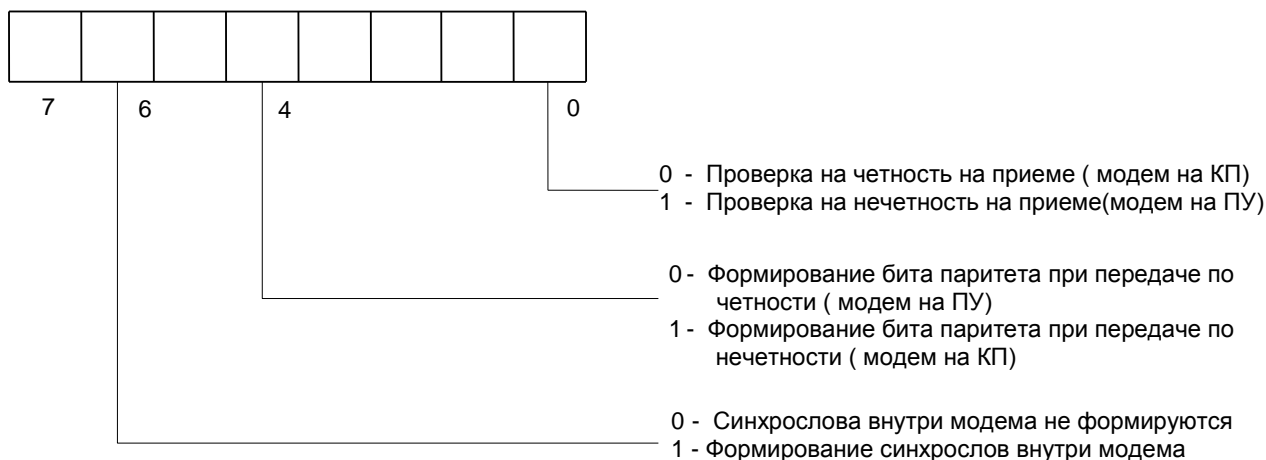 7 6 4 0
0 - Проверка на четность на приеме ( модем на КП)
1 - Проверка на нечетность на приеме(модем на ПУ)
0 - Формирование бита паритета при передаче по
четности ( модем на ПУ)
1 - Формирование бита паритета при передаче по
нечетности ( модем на КП)
0 - Синхрослова внутри модема не формируются
1 - Формирование синхрослов внутри модема